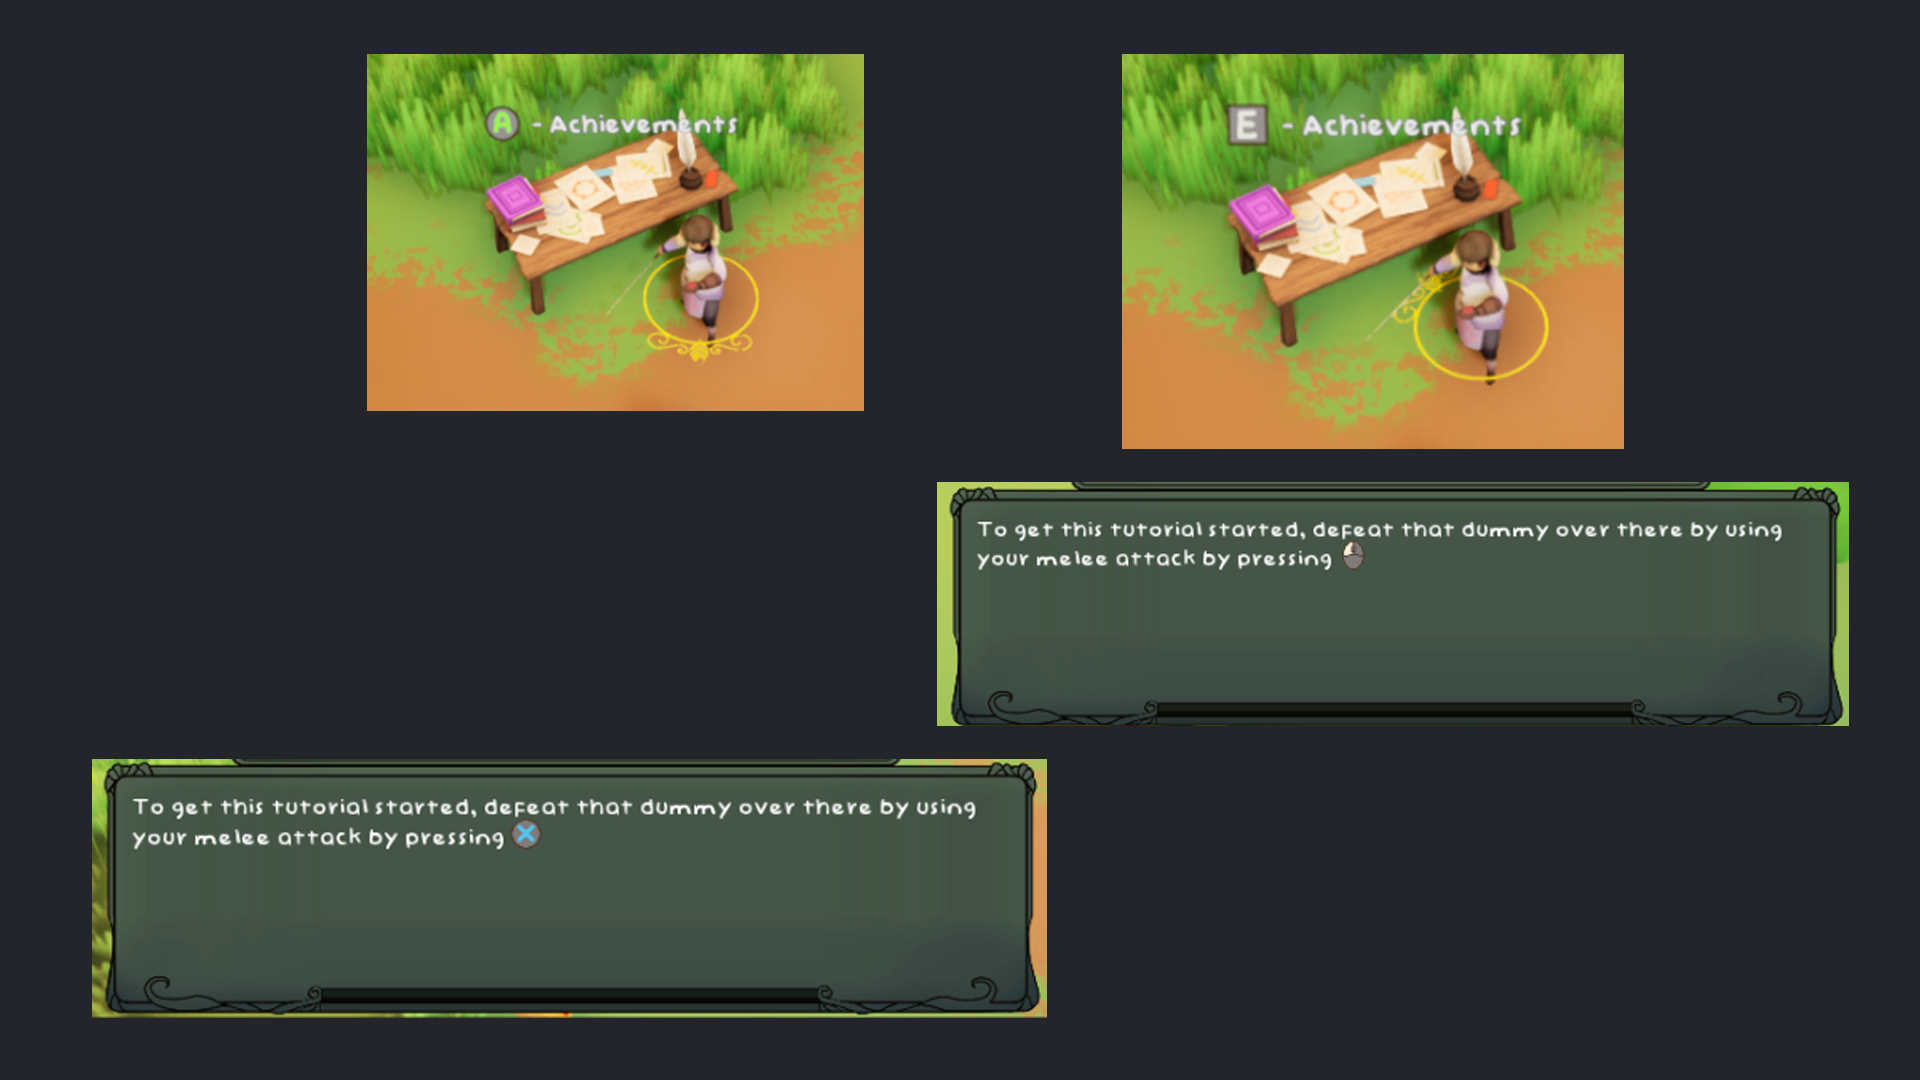 A - Achievements
E - Achievements
To get this tutorial started, defeat that dummy over there by using
your melee attack by pressing
To get this tutorial started, defeat that dummy over there by using
your melee attack by pressing X